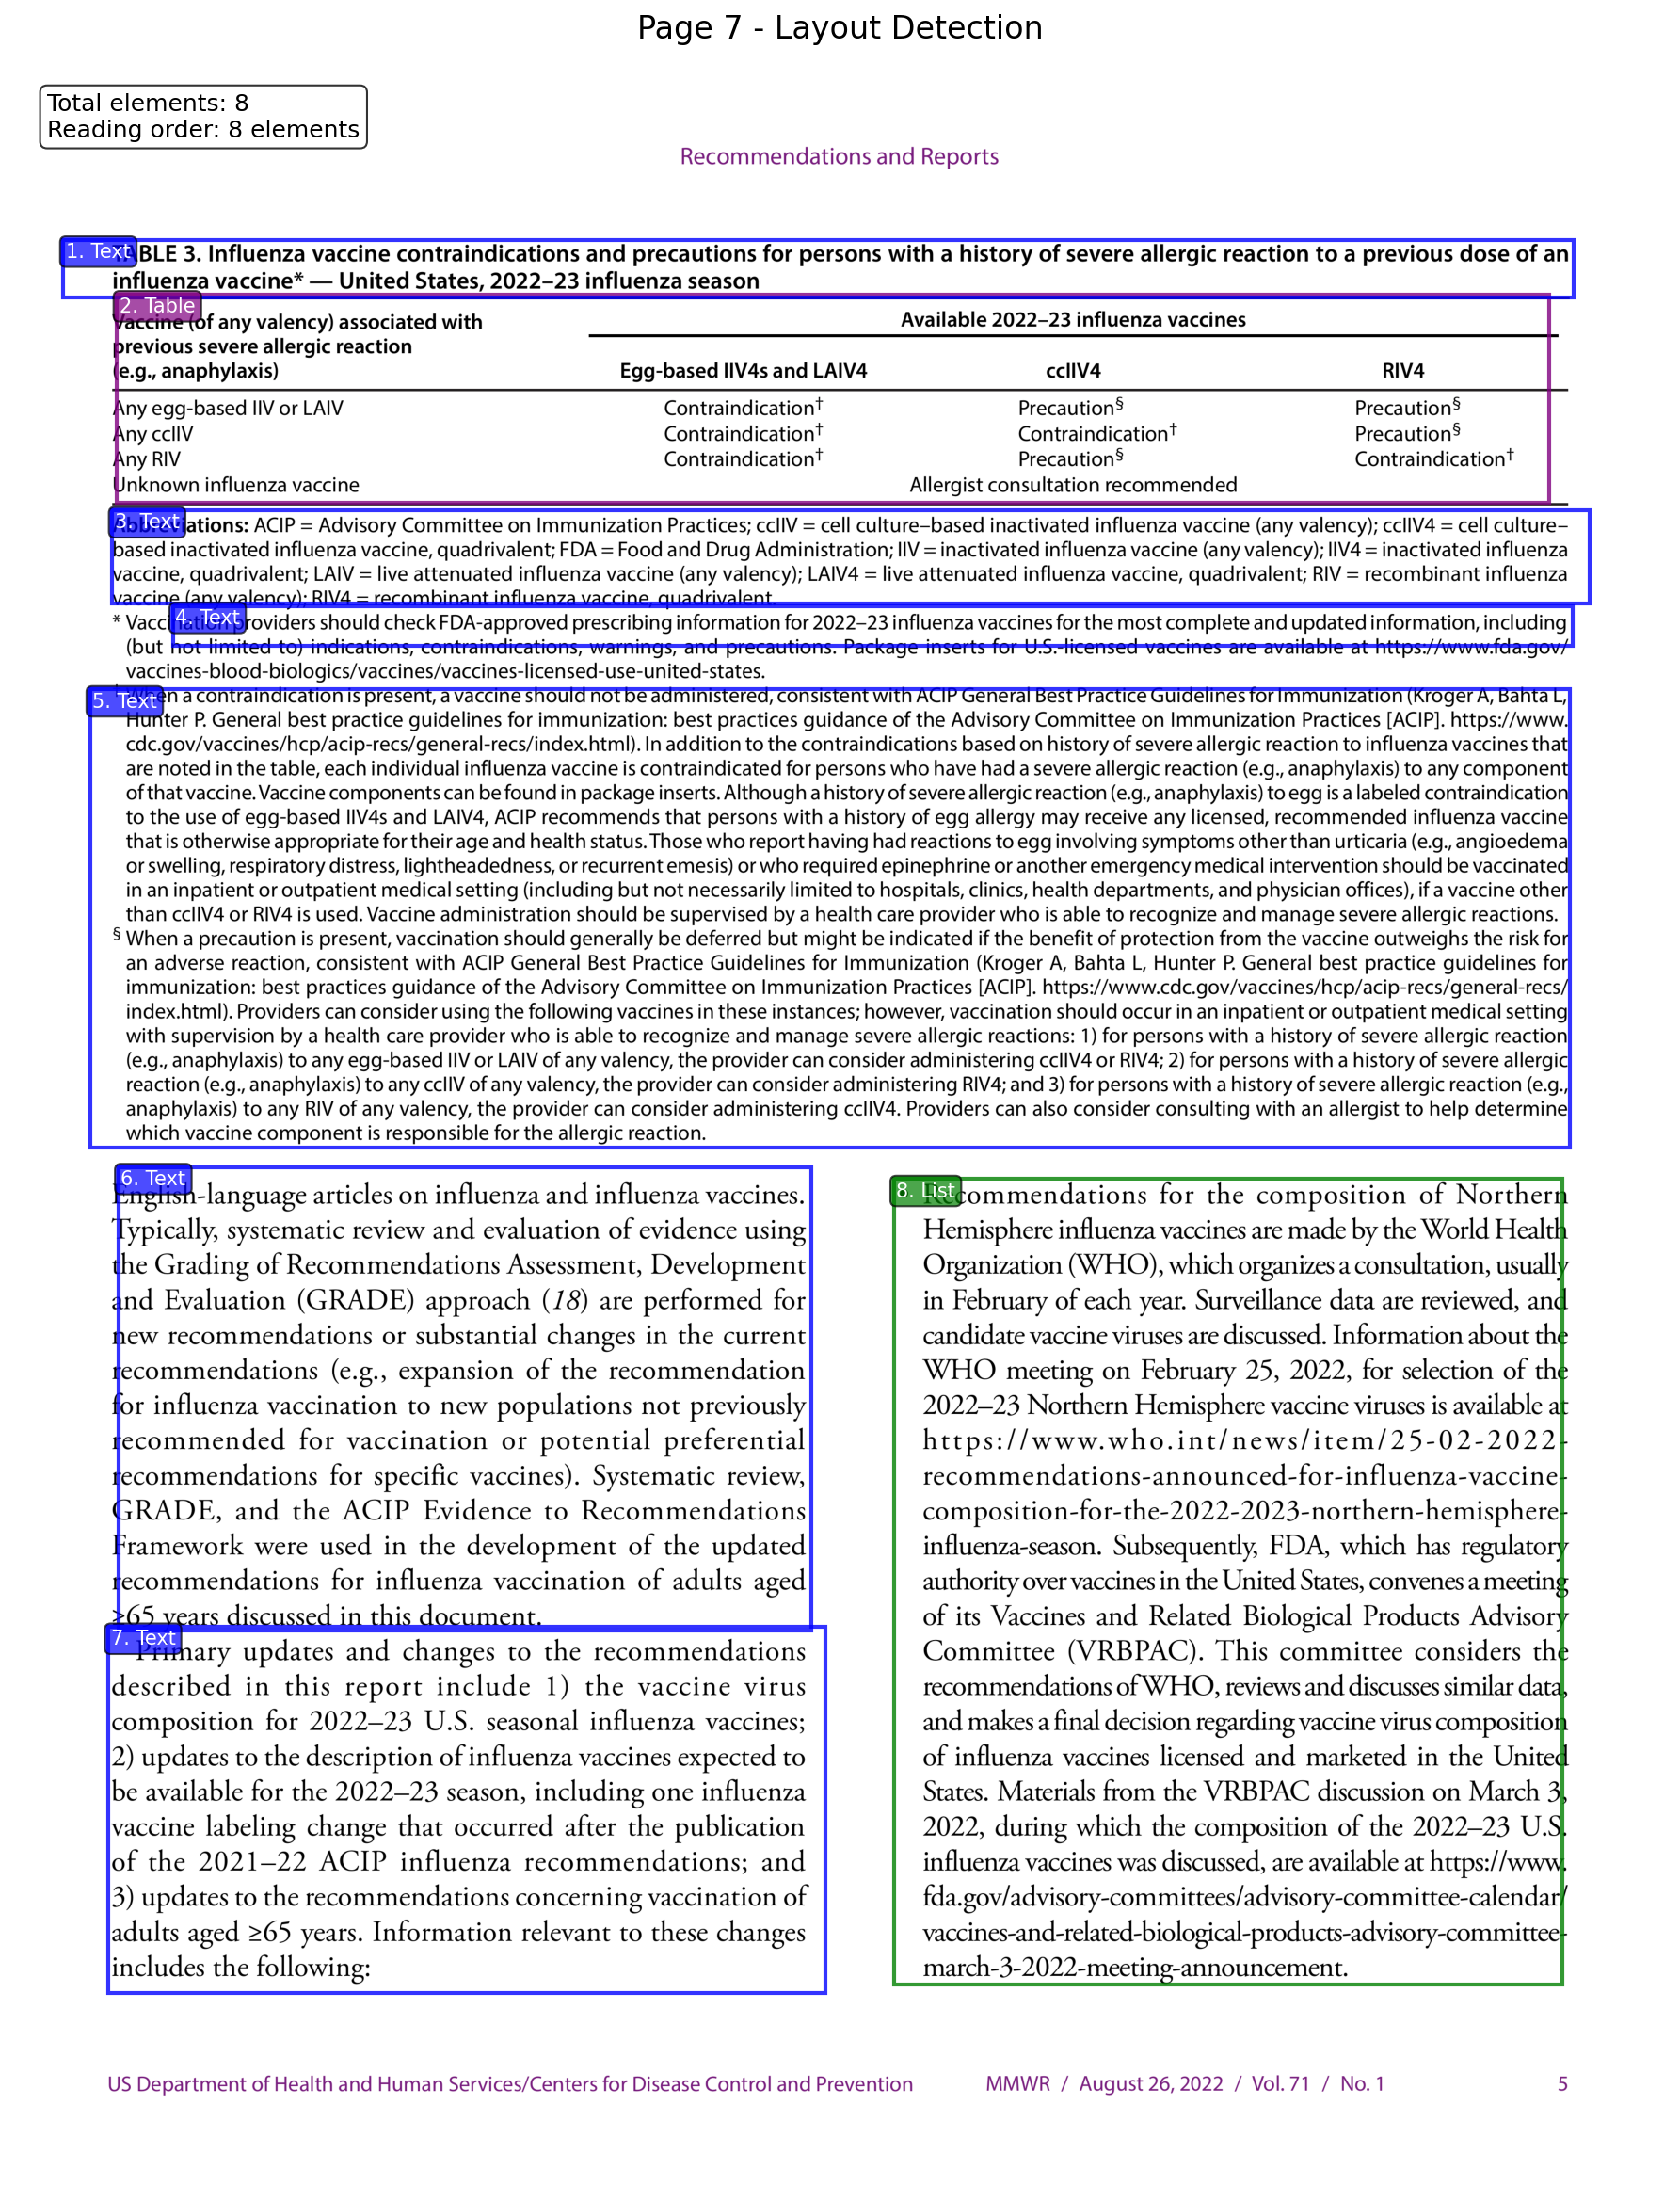 Page 7 - Layout Detection
Total elements: 8
Reading order: 8 elements
Recommendations and Reports
1. Text
TABLE 3. Influenza vaccine contraindications and precautions for persons with a history of severe allergic reaction to a previous dose of an
influenza vaccine* — United States, 2022–23 influenza season
2. Table
Vaccine (of any valency) associated with
previous severe allergic reaction
(e.g., anaphylaxis)
Available 2022–23 influenza vaccines
Egg-based IIV4s and LAIV4 ccIIV4 RIV4
Any egg-based IIV or LAIV Contraindication† Precaution§ Precaution§
Any ccIIV Contraindication† Contraindication† Precaution§
Any RIV Contraindication† Precaution§ Contraindication†
Unknown influenza vaccine Allergist consultation recommended
3. Text
Abbreviations: ACIP = Advisory Committee on Immunization Practices; ccIIV = cell culture–based inactivated influenza vaccine (any valency); ccIIV4 = cell culture–
based inactivated influenza vaccine, quadrivalent; FDA = Food and Drug Administration; IIV = inactivated influenza vaccine (any valency); IIV4 = inactivated influenza
vaccine, quadrivalent; LAIV = live attenuated influenza vaccine (any valency); LAIV4 = live attenuated influenza vaccine, quadrivalent; RIV = recombinant influenza
vaccine (any valency); RIV4 = recombinant influenza vaccine, quadrivalent.
4. Text
* Vaccination providers should check FDA-approved prescribing information for 2022–23 influenza vaccines for the most complete and updated information, including
(but not limited to) indications, contraindications, warnings, and precautions. Package inserts for U.S.-licensed vaccines are available at https://www.fda.gov/
vaccines-blood-biologics/vaccines/vaccines-licensed-use-united-states.
5. Text
When a contraindication is present, a vaccine should not be administered, consistent with ACIP General Best Practice Guidelines for Immunization (Kroger A, Bahta L,
Hunter P. General best practice guidelines for immunization: best practices guidance of the Advisory Committee on Immunization Practices [ACIP]. https://www.
cdc.gov/vaccines/hcp/acip-recs/general-recs/index.html). In addition to the contraindications based on history of severe allergic reaction to influenza vaccines that
are noted in the table, each individual influenza vaccine is contraindicated for persons who have had a severe allergic reaction (e.g., anaphylaxis) to any component
of that vaccine. Vaccine components can be found in package inserts. Although a history of severe allergic reaction (e.g., anaphylaxis) to egg is a labeled contraindication
to the use of egg-based IIV4s and LAIV4, ACIP recommends that persons with a history of egg allergy may receive any licensed, recommended influenza vaccine
that is otherwise appropriate for their age and health status. Those who report having had reactions to egg involving symptoms other than urticaria (e.g., angioedema
or swelling, respiratory distress, lightheadedness, or recurrent emesis) or who required epinephrine or another emergency medical intervention should be vaccinated
in an inpatient or outpatient medical setting (including but not necessarily limited to hospitals, clinics, health departments, and physician offices), if a vaccine other
than ccIIV4 or RIV4 is used. Vaccine administration should be supervised by a health care provider who is able to recognize and manage severe allergic reactions.
§ When a precaution is present, vaccination should generally be deferred but might be indicated if the benefit of protection from the vaccine outweighs the risk for
an adverse reaction, consistent with ACIP General Best Practice Guidelines for Immunization (Kroger A, Bahta L, Hunter P. General best practice guidelines for
immunization: best practices guidance of the Advisory Committee on Immunization Practices [ACIP]. https://www.cdc.gov/vaccines/hcp/acip-recs/general-recs/
index.html). Providers can consider using the following vaccines in these instances; however, vaccination should occur in an inpatient or outpatient medical setting
with supervision by a health care provider who is able to recognize and manage severe allergic reactions: 1) for persons with a history of severe allergic reaction
(e.g., anaphylaxis) to any egg-based IIV or LAIV of any valency, the provider can consider administering ccIIV4 or RIV4; 2) for persons with a history of severe allergic
reaction (e.g., anaphylaxis) to any ccIIV of any valency, the provider can consider administering RIV4; and 3) for persons with a history of severe allergic reaction (e.g.,
anaphylaxis) to any RIV of any valency, the provider can consider administering ccIIV4. Providers can also consider consulting with an allergist to help determine
which vaccine component is responsible for the allergic reaction.
6. Text
English-language articles on influenza and influenza vaccines.
Typically, systematic review and evaluation of evidence using
the Grading of Recommendations Assessment, Development
and Evaluation (GRADE) approach (18) are performed for
new recommendations or substantial changes in the current
recommendations (e.g., expansion of the recommendation
for influenza vaccination to new populations not previously
recommended for vaccination or potential preferential
recommendations for specific vaccines). Systematic review,
GRADE, and the ACIP Evidence to Recommendations
Framework were used in the development of the updated
recommendations for influenza vaccination of adults aged
≥65 years discussed in this document.
7. Text
Primary updates and changes to the recommendations
described in this report include 1) the vaccine virus
composition for 2022–23 U.S. seasonal influenza vaccines;
2) updates to the description of influenza vaccines expected to
be available for the 2022–23 season, including one influenza
vaccine labeling change that occurred after the publication
of the 2021–22 ACIP influenza recommendations; and
3) updates to the recommendations concerning vaccination of
adults aged ≥65 years. Information relevant to these changes
includes the following:
8. List
Recommendations for the composition of Northern
Hemisphere influenza vaccines are made by the World Health
Organization (WHO), which organizes a consultation, usually
in February of each year. Surveillance data are reviewed, and
candidate vaccine viruses are discussed. Information about the
WHO meeting on February 25, 2022, for selection of the
2022–23 Northern Hemisphere vaccine viruses is available at
https://www.who.int/news/item/25-02-2022-
recommendations-announced-for-influenza-vaccine-
composition-for-the-2022-2023-northern-hemisphere-
influenza-season. Subsequently, FDA, which has regulatory
authority over vaccines in the United States, convenes a meeting
of its Vaccines and Related Biological Products Advisory
Committee (VRBPAC). This committee considers the
recommendations of WHO, reviews and discusses similar data,
and makes a final decision regarding vaccine virus composition
of influenza vaccines licensed and marketed in the United
States. Materials from the VRBPAC discussion on March 3,
2022, during which the composition of the 2022–23 U.S.
influenza vaccines was discussed, are available at https://www.
fda.gov/advisory-committees/advisory-committee-calendar/
vaccines-and-related-biological-products-advisory-committee-
march-3-2022-meeting-announcement.
US Department of Health and Human Services/Centers for Disease Control and Prevention MMWR / August 26, 2022 / Vol. 71 / No. 1 5